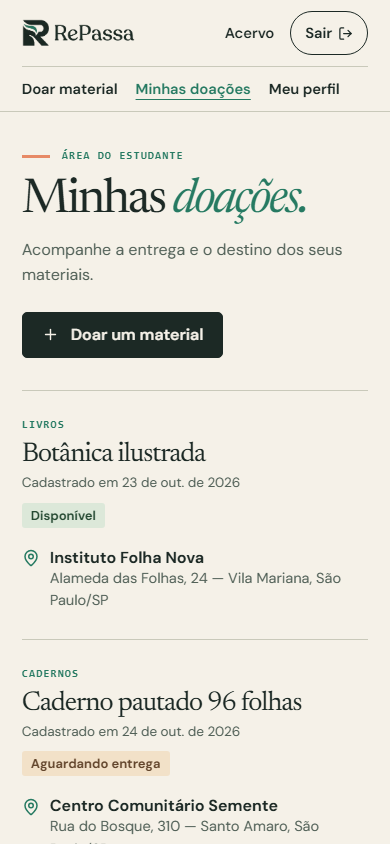 RePassa
Acervo
Sair
Doar material
Minhas doações
Meu perfil
ÁREA DO ESTUDANTE
Minhas doações.
Acompanhe a entrega e o destino dos seus
materiais.
Doar um material
LIVROS
Botânica ilustrada
Cadastrado em 23 de out. de 2026
Disponível
Instituto Folha Nova
Alameda das Folhas, 24 — Vila Mariana, São
Paulo/SP
CADERNOS
Caderno pautado 96 folhas
Cadastrado em 24 de out. de 2026
Aguardando entrega
Centro Comunitário Semente
Rua do Bosque, 310 — Santo Amaro, São